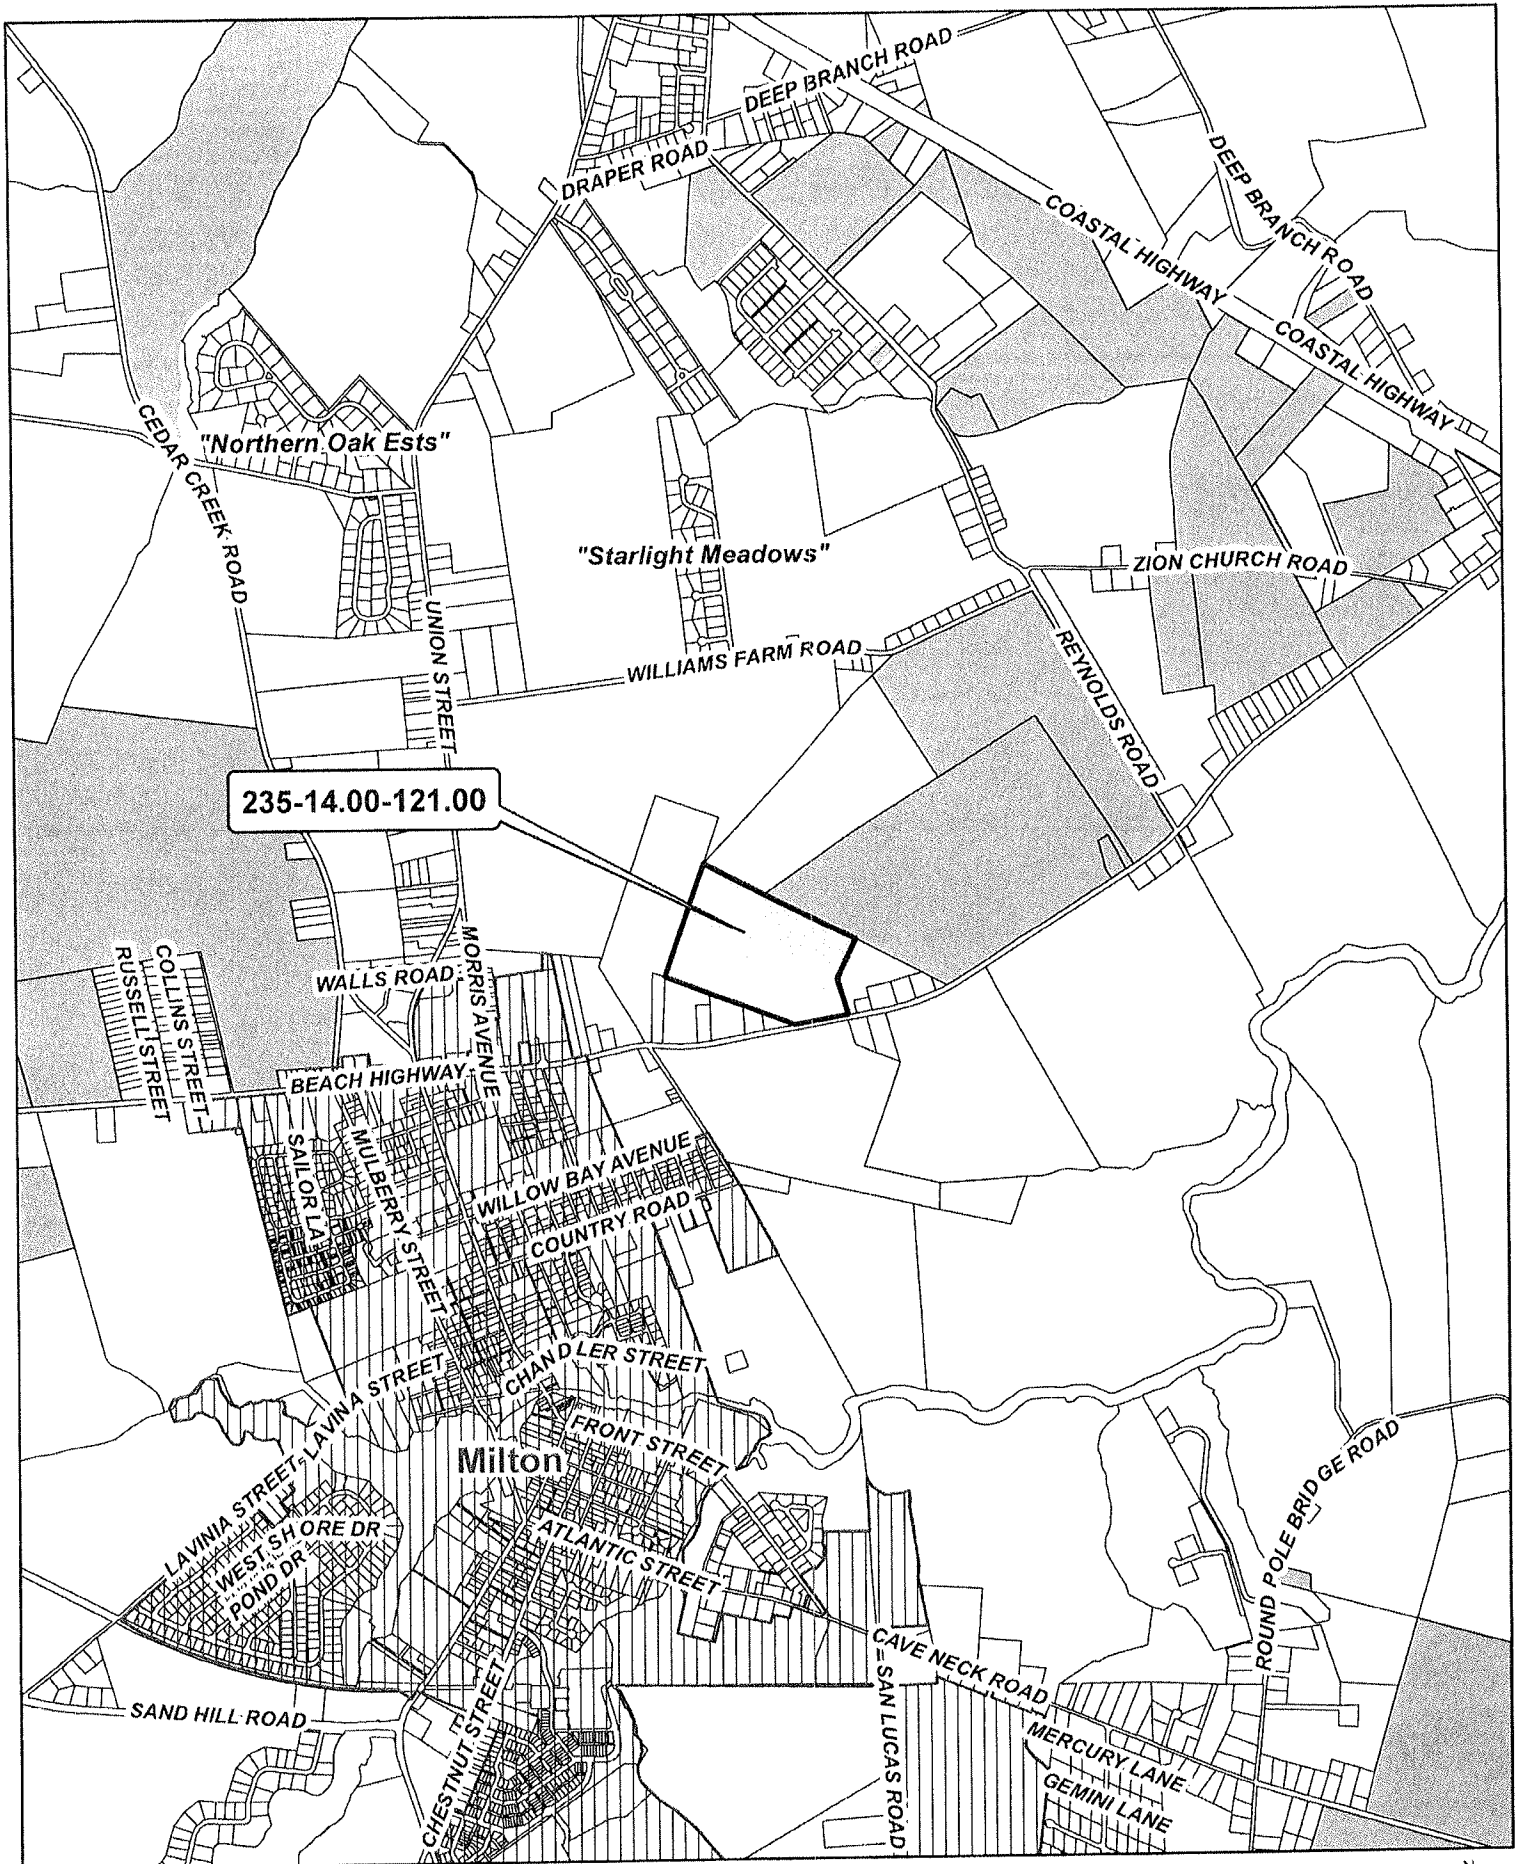 DEEP BRANCH ROAD
DRAPER ROAD
DEEP BRANCH ROAD
COASTAL HIGHWAY
COASTAL HIGHWAY
CEDAR CREEK ROAD
"Northern Oak Ests"
"Starlight Meadows"
ZION CHURCH ROAD
UNION STREET
WILLIAMS FARM ROAD
REYNOLDS ROAD
235-14.00-121.00
MORRIS AVENUE
WALLS ROAD
COLLINS STREET
RUSSELL STREET
BEACH HIGHWAY
SAILOR LA
MULBERRY STREET
WILLOW BAY AVENUE
COUNTRY ROAD
CHANDLER STREET
LAVINIA STREET
FRONT STREET
Milton
LAVINIA STREET
WEST SHORE DR
POND DR
ATLANTIC STREET
ROUND POLE BRIDGE ROAD
CAVE NECK ROAD
SAN LUCAS ROAD
SAND HILL ROAD
CHESTNUT STREET
MERCURY LANE
GEMINI LANE
N